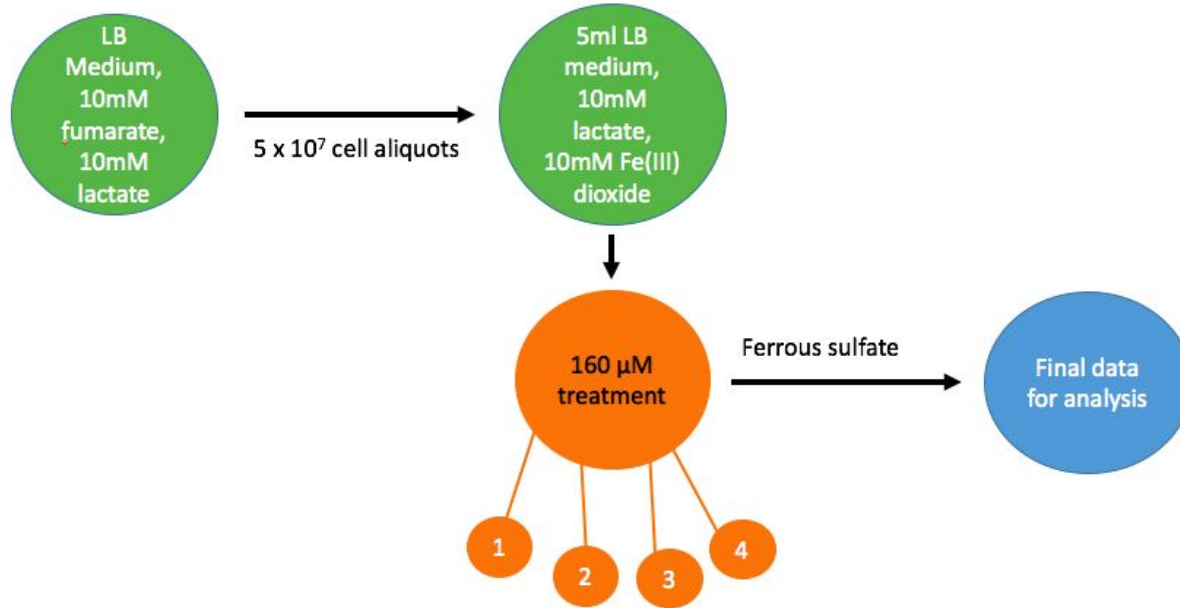 LB
Medium,
10mM
fumarate,
10mM
lactate
5 x 10⁷ cell aliquots
5ml LB
medium,
10mM
lactate,
10mM Fe(III)
dioxide
160 µM
treatment
Ferrous sulfate
Final data
for analysis
1
2
3
4